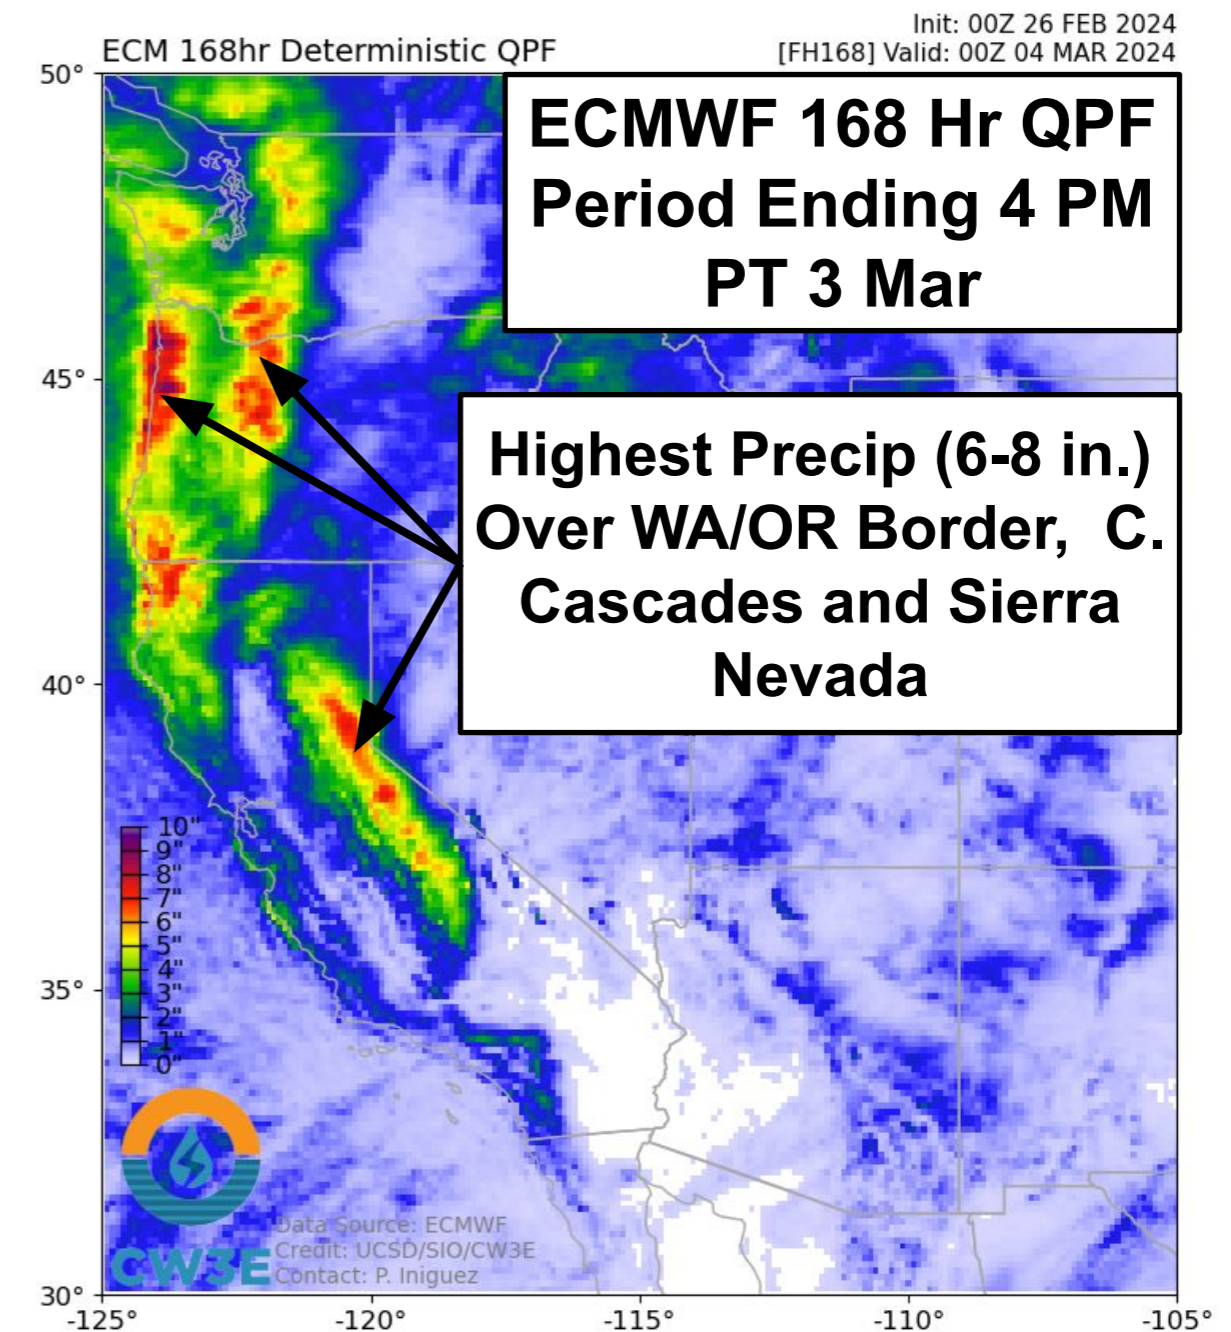 Init: 00Z 26 FEB 2024
ECM 168hr Deterministic QPF
[FH168] Valid: 00Z 04 MAR 2024
50°
ECMWF 168 Hr QPF
Period Ending 4 PM
PT 3 Mar
45°
Highest Precip (6-8 in.)
Over WA/OR Border, C.
Cascades and Sierra
Nevada
40°
10"
9"
8"
7"
6"
5"
4"
3"
2"
1"
0"
35°
Data Source: ECMWF
Credit: UCSD/SIO/CW3E
Contact: P. Iniguez
CW3E
30°
-125°
-120°
-115°
-110°
-105°